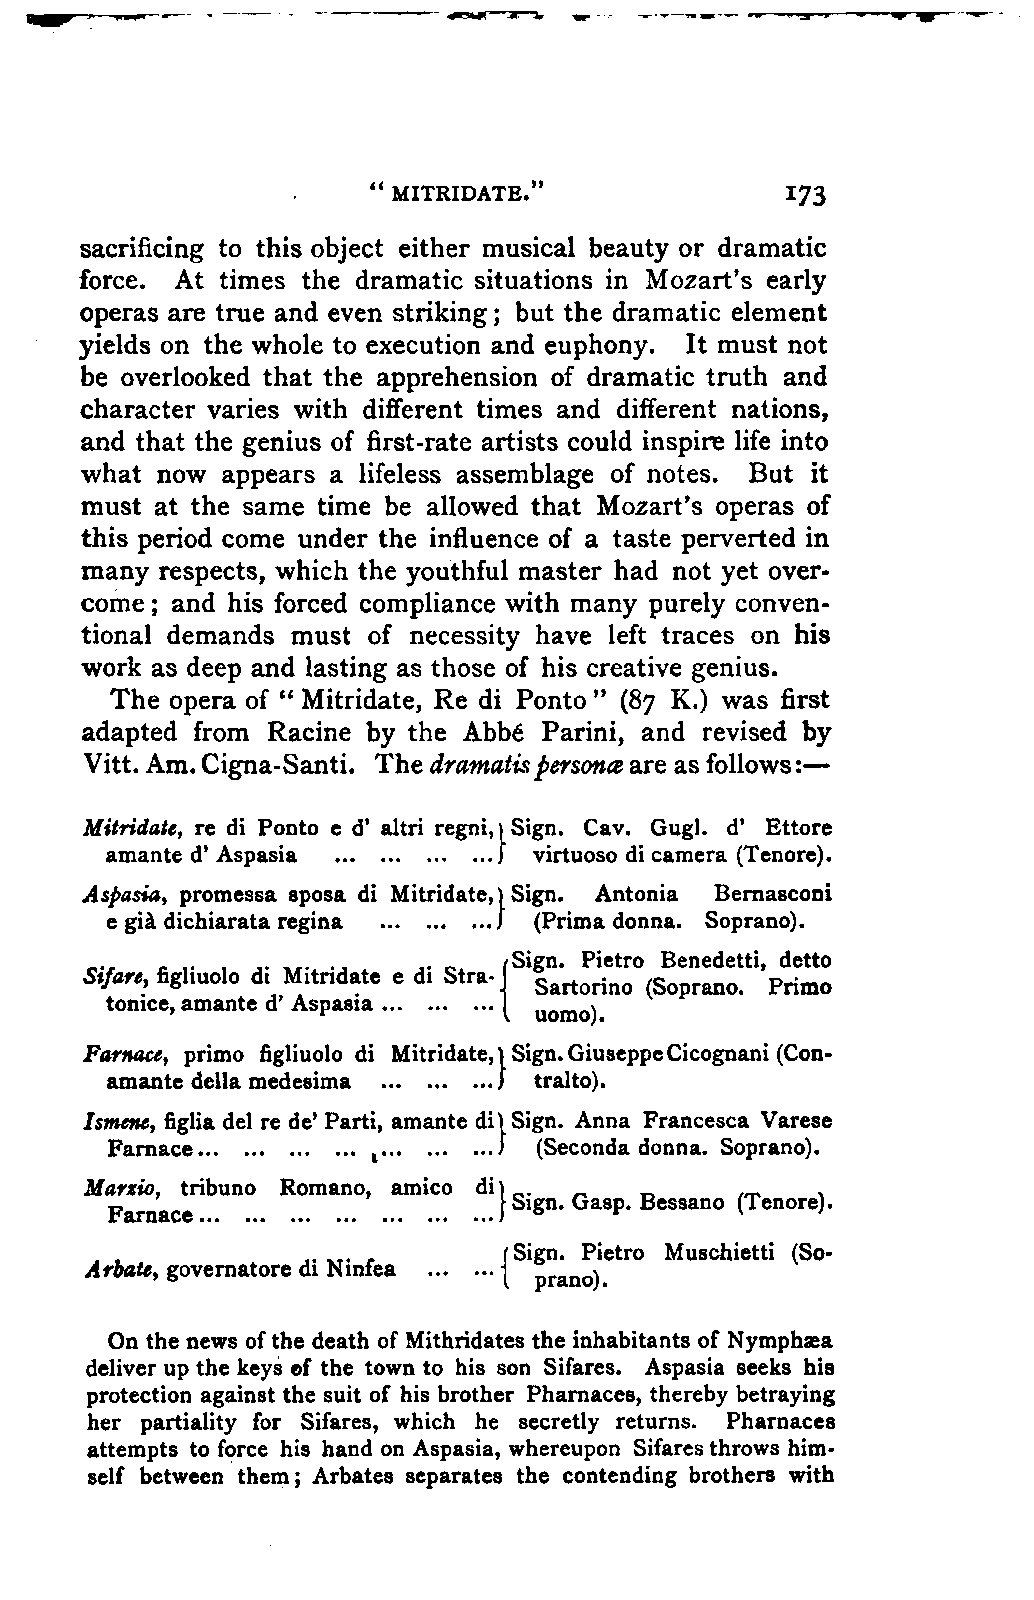 “ MITRIDATE.” 173
sacrificing to this object either musical beauty or dramatic
force. At times the dramatic situations in Mozart's early
operas are true and even striking; but the dramatic element
yields on the whole to execution and euphony. It must not
be overlooked that the apprehension of dramatic truth and
character varies with different times and different nations,
and that the genius of first-rate artists could inspire life into
what now appears a lifeless assemblage of notes. But it
must at the same time be allowed that Mozart's operas of
this period come under the influence of a taste perverted in
many respects, which the youthful master had not yet over-
come; and his forced compliance with many purely conven-
tional demands must of necessity have left traces on his
work as deep and lasting as those of his creative genius.
The opera of “ Mitridate, Re di Ponto ” (87 K.) was first
adapted from Racine by the Abbé Parini, and revised by
Vitt. Am. Cigna-Santi. The dramatis personæ are as follows:—
Mitridate, re di Ponto e d' altri regni, } Sign. Cav. Gugl. d' Ettore
amante d' Aspasia ... ... ... ... } virtuoso di camera (Tenore).
Aspasia, promessa sposa di Mitridate, } Sign. Antonia Bernasconi
e già dichiarata regina ... ... ... } (Prima donna. Soprano).
Sifare, figliuolo di Mitridate e di Stra- { Sign. Pietro Benedetti, detto
tonice, amante d' Aspasia ... ... ... { Sartorino (Soprano. Primo
uomo).
Farnace, primo figliuolo di Mitridate, } Sign. Giuseppe Cicognani (Con-
amante della medesima ... ... ... } tralto).
Ismene, figlia del re de' Parti, amante di } Sign. Anna Francesca Varese
Farnace ... ... ... ... ... ... ... } (Seconda donna. Soprano).
Marzio, tribuno Romano, amico di } Sign. Gasp. Bessano (Tenore).
Farnace ... ... ... ... ... ... ... }
Arbate, governatore di Ninfea ... ... { Sign. Pietro Muschietti (So-
prano).
On the news of the death of Mithridates the inhabitants of Nymphæa
deliver up the keys of the town to his son Sifares. Aspasia seeks his
protection against the suit of his brother Pharnaces, thereby betraying
her partiality for Sifares, which he secretly returns. Pharnaces
attempts to force his hand on Aspasia, whereupon Sifares throws him-
self between them; Arbates separates the contending brothers with